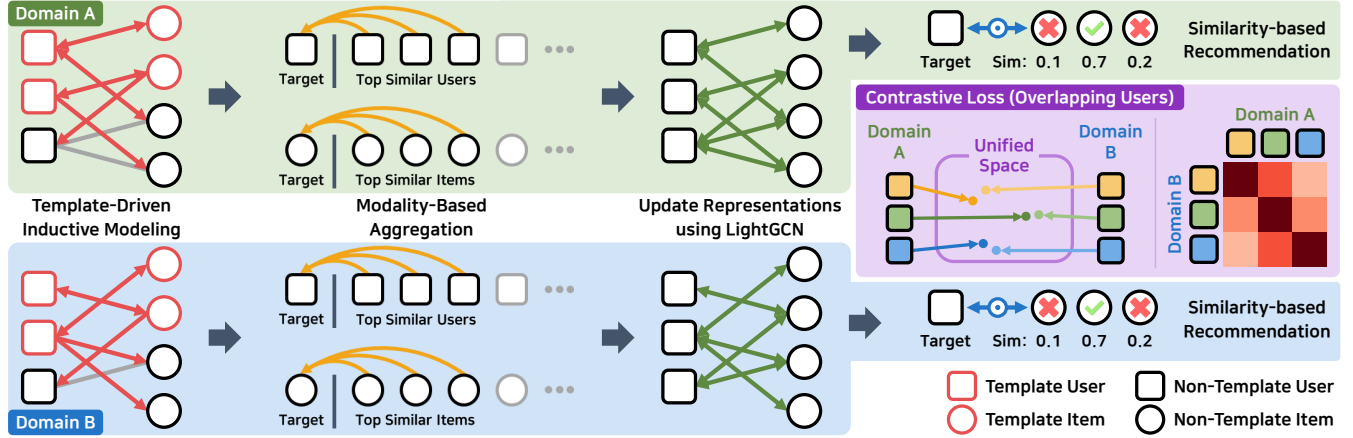 Domain A
Target
Top Similar Users
Target
Top Similar Items
Target
Sim: 0.1 0.7 0.2
Similarity-based
Recommendation
Template-Driven
Inductive Modeling
Modality-Based
Aggregation
Update Representations
using LightGCN
Contrastive Loss (Overlapping Users)
Domain
A
Unified
Space
Domain
B
Domain A
Domain B
Target
Top Similar Users
Target
Top Similar Items
Target
Sim: 0.1 0.7 0.2
Similarity-based
Recommendation
Domain B
Template User
Non-Template User
Template Item
Non-Template Item